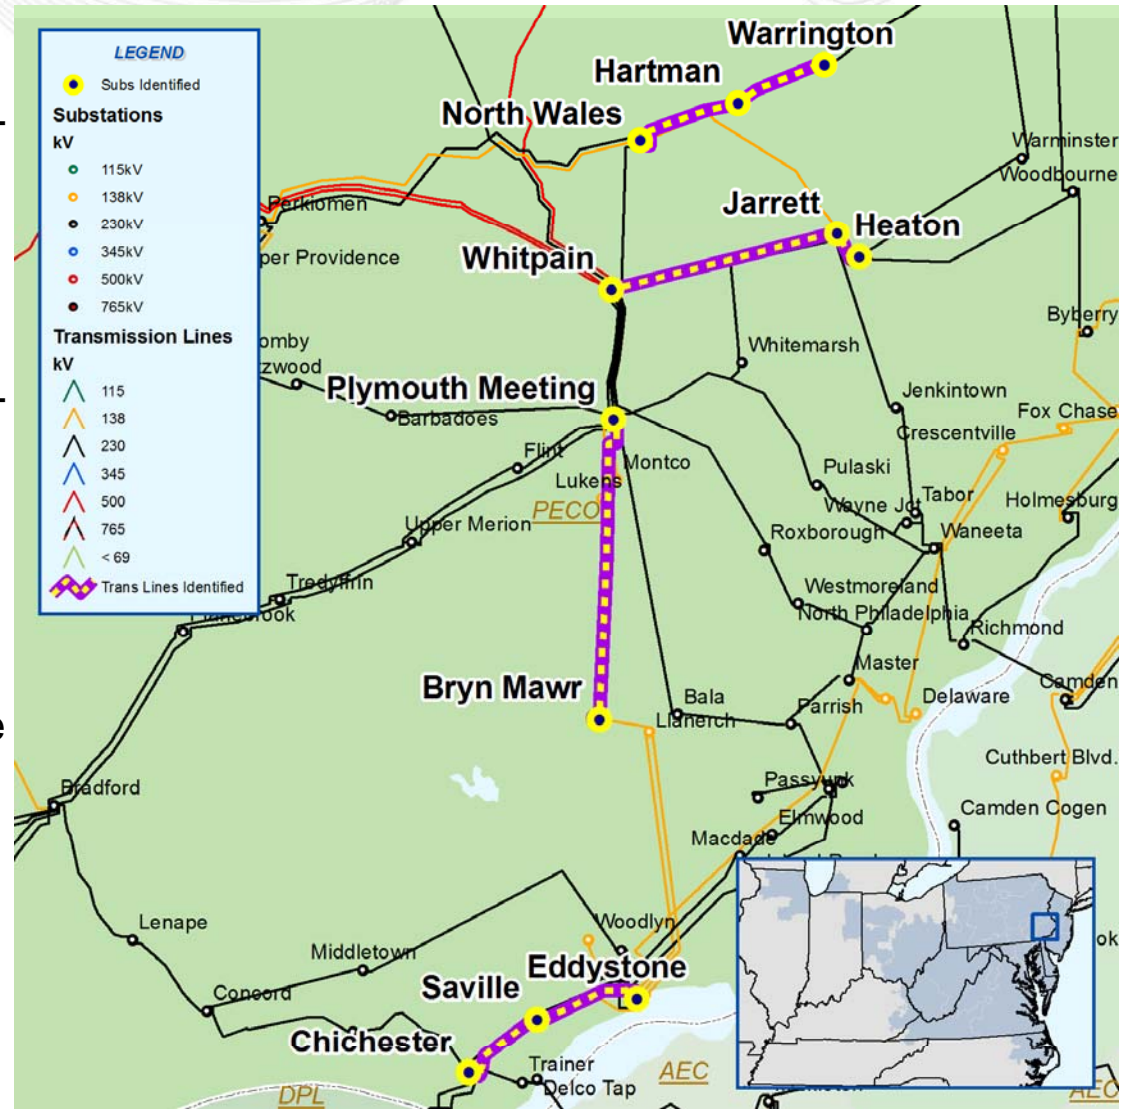 LEGEND
Subs Identified
Substations
kV
115kV
138kV
230kV
345kV
500kV
765kV
Transmission Lines
kV
115
138
230
345
500
765
< 69
Trans Lines Identified
Warrington
Hartman
North Wales
Warminster
Woodbourne
Perkiomen
Jarrett
Heaton
per Providence
Whitpain
Byberry
omby
Whitemarsh
zwood
Plymouth Meeting
Jenkintown
Barbadoes
Fox Chase
Crescentville
Flint
Montco
Lukens
Pulaski
Tabor
Wayne Jct
Holmesburg
PECO
Upper Merion
Roxborough
Waneeta
Tredyffrin
Westmoreland
North Philadelphia
Richmond
Master
Bryn Mawr
Bala
Delaware
Camden
Parrish
Llanerch
Cuthbert Blvd.
Bradford
Passyunk
Camden Cogen
Elmwood
Macdade
Lenape
Woodlyn
ok
Middletown
Eddystone
Saville
Concord
Chichester
Trainer
AEC
Delco Tap
DPL
AEC